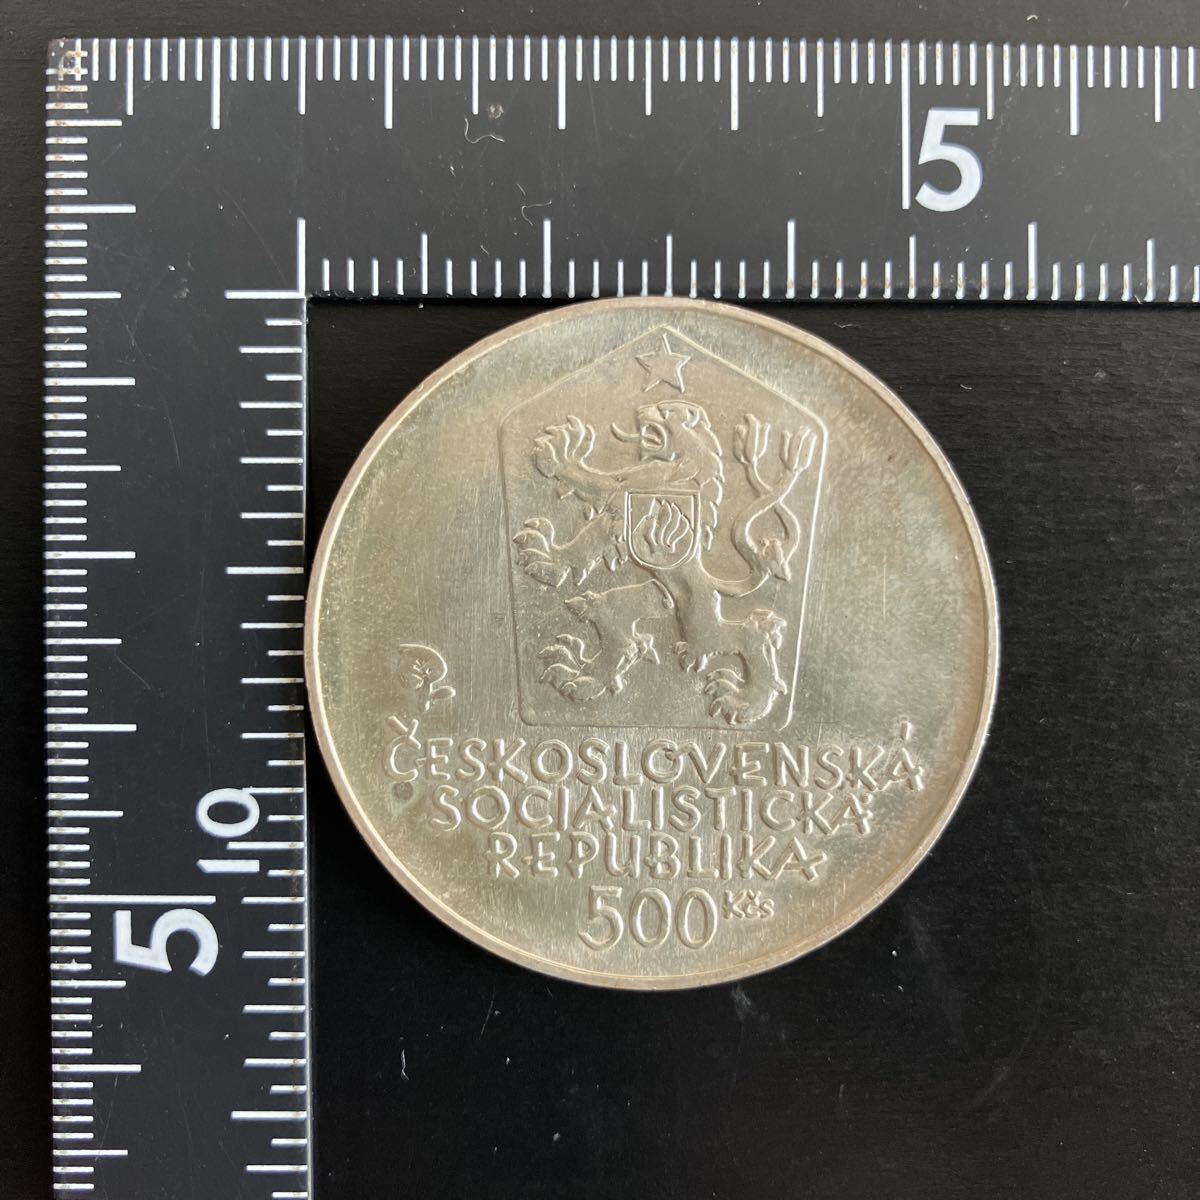 5
ČESKOSLOVENSKÁ
SOCIALISTICKÁ
REPUBLIKA
500 Kčs
10
5